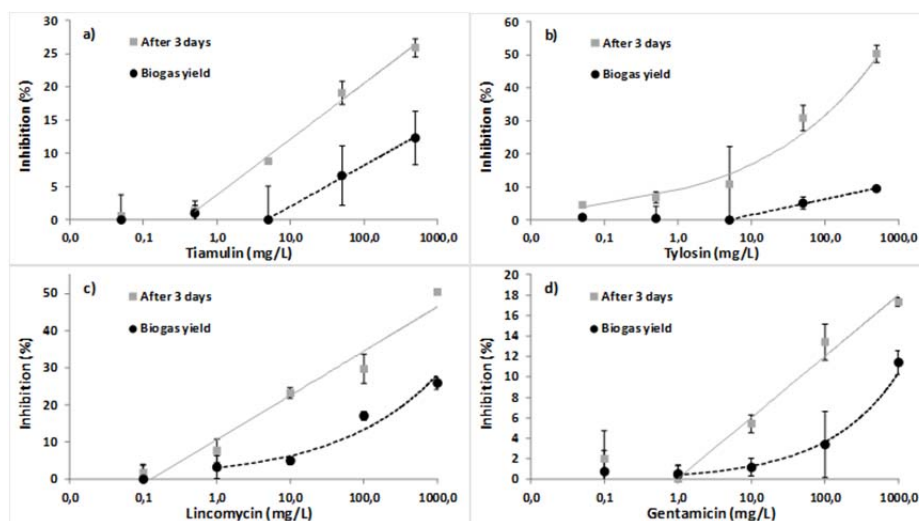 a)
After 3 days
Biogas yield
Inhibition (%)
30
25
20
15
10
5
0
0,0 0,1 1,0 10,0 100,0 1000,0
Tiamulin (mg/L)
b)
After 3 days
Biogas yield
Inhibition (%)
60
50
40
30
20
10
0
0,0 0,1 1,0 10,0 100,0 1000,0
Tylosin (mg/L)
c)
After 3 days
Biogas yield
Inhibition (%)
50
40
30
20
10
0
0,0 0,1 1,0 10,0 100,0 1000,0
Lincomycin (mg/L)
d)
After 3 days
Biogas yield
Inhibition (%)
20
18
16
14
12
10
8
6
4
2
0
0,0 0,1 1,0 10,0 100,0 1000,0
Gentamicin (mg/L)